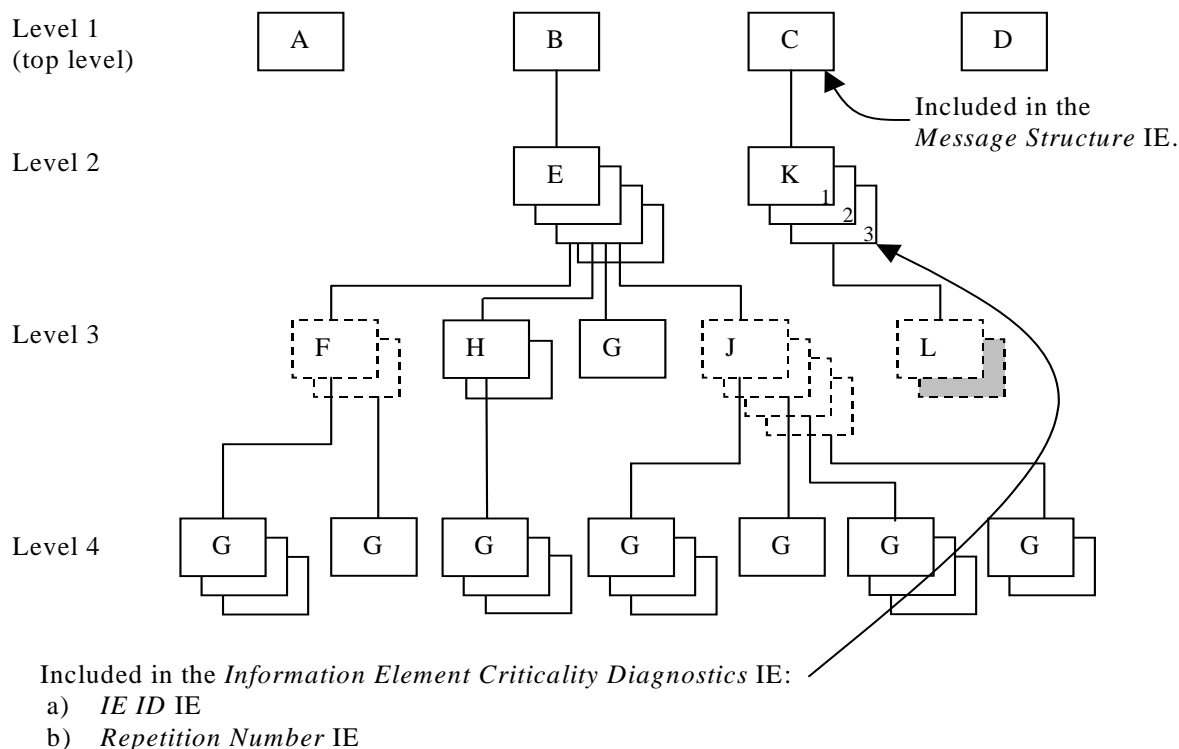 Level 1
(top level)
A
B
C
D
Included in the
Message Structure IE.
Level 2
E
K
1
2
3
Level 3
F
H
G
J
L
Level 4
G
G
G
G
G
G
G
Included in the Information Element Criticality Diagnostics IE:
a) IE ID IE
b) Repetition Number IE